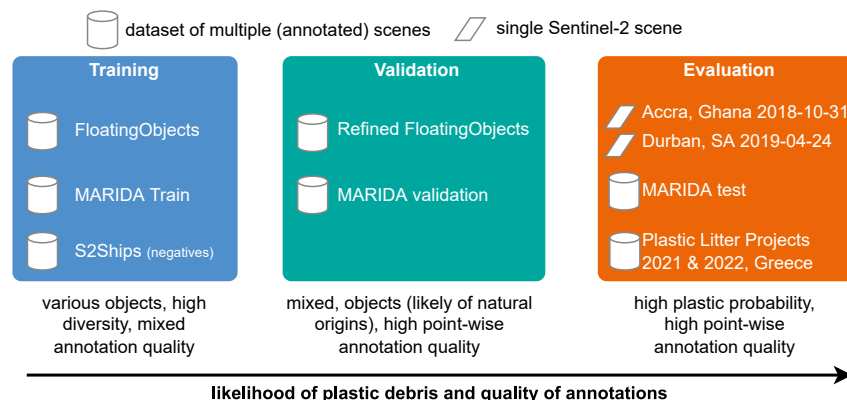 dataset of multiple (annotated) scenes
single Sentinel-2 scene
Training
FloatingObjects
MARIDA Train
S2Ships (negatives)
various objects, high
diversity, mixed
annotation quality
Validation
Refined FloatingObjects
MARIDA validation
mixed, objects (likely of natural
origins), high point-wise
annotation quality
Evaluation
Accra, Ghana 2018-10-31
Durban, SA 2019-04-24
MARIDA test
Plastic Litter Projects
2021 & 2022, Greece
high plastic probability,
high point-wise
annotation quality
likelihood of plastic debris and quality of annotations